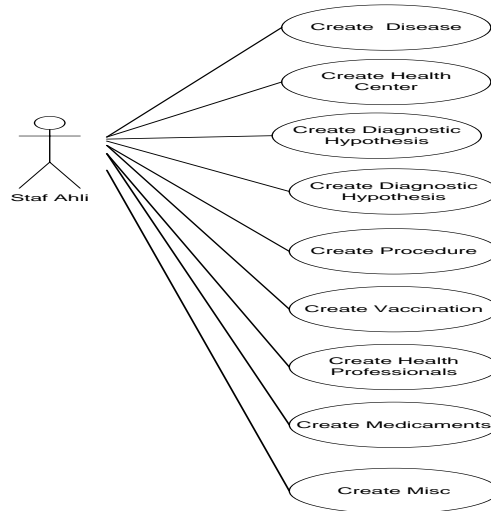 Create Disease
Create Health
Center
Create Diagnostic
Hypothesis
Staf Ahli
Create Diagnostic
Hypothesis
Create Procedure
Create Vaccination
Create Health
Professionals
Create Medicaments
Create Misc